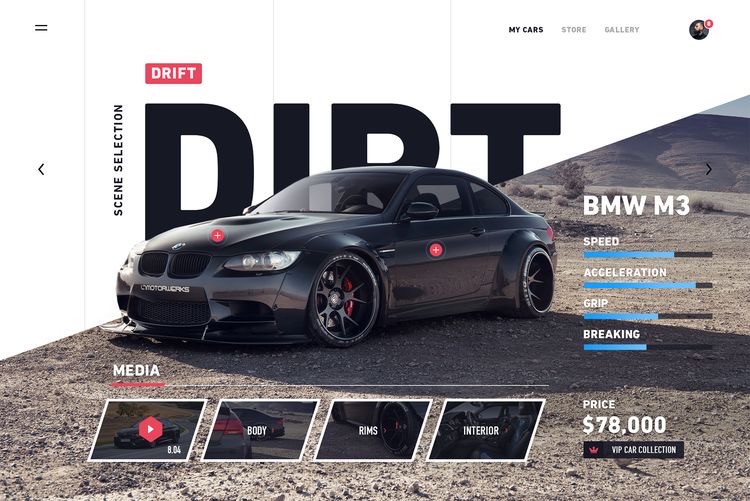 MY CARS STORE GALLERY
8
DRIFT
DIRT
SCENE SELECTION
BMW M3
SPEED
ACCELERATION
GRIP
BREAKING
LYMOTORWERKS
MEDIA
8.04
BODY
RIMS
INTERIOR
PRICE
$78,000
VIP CAR COLLECTION